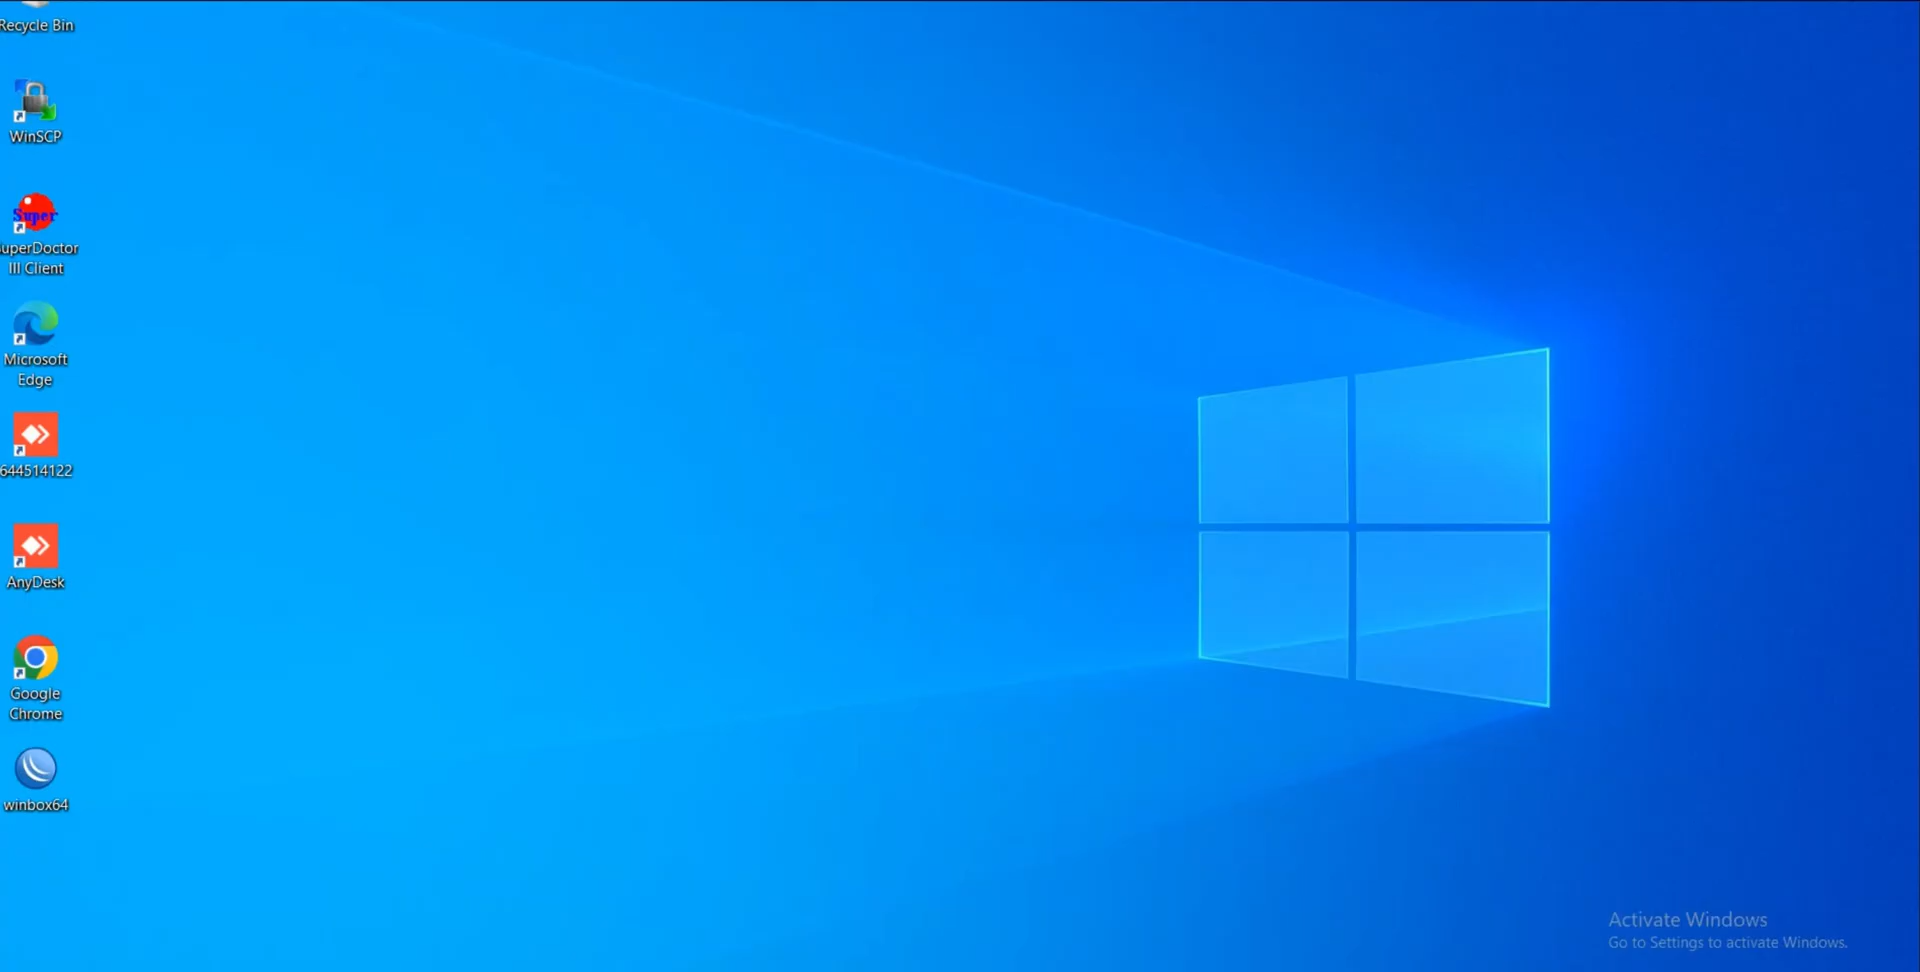 Recycle Bin
WinSCP
Super
uperDoctor
III Client
Microsoft
Edge
644514122
AnyDesk
Google
Chrome
winbox64
Activate Windows
Go to Settings to activate Windows.